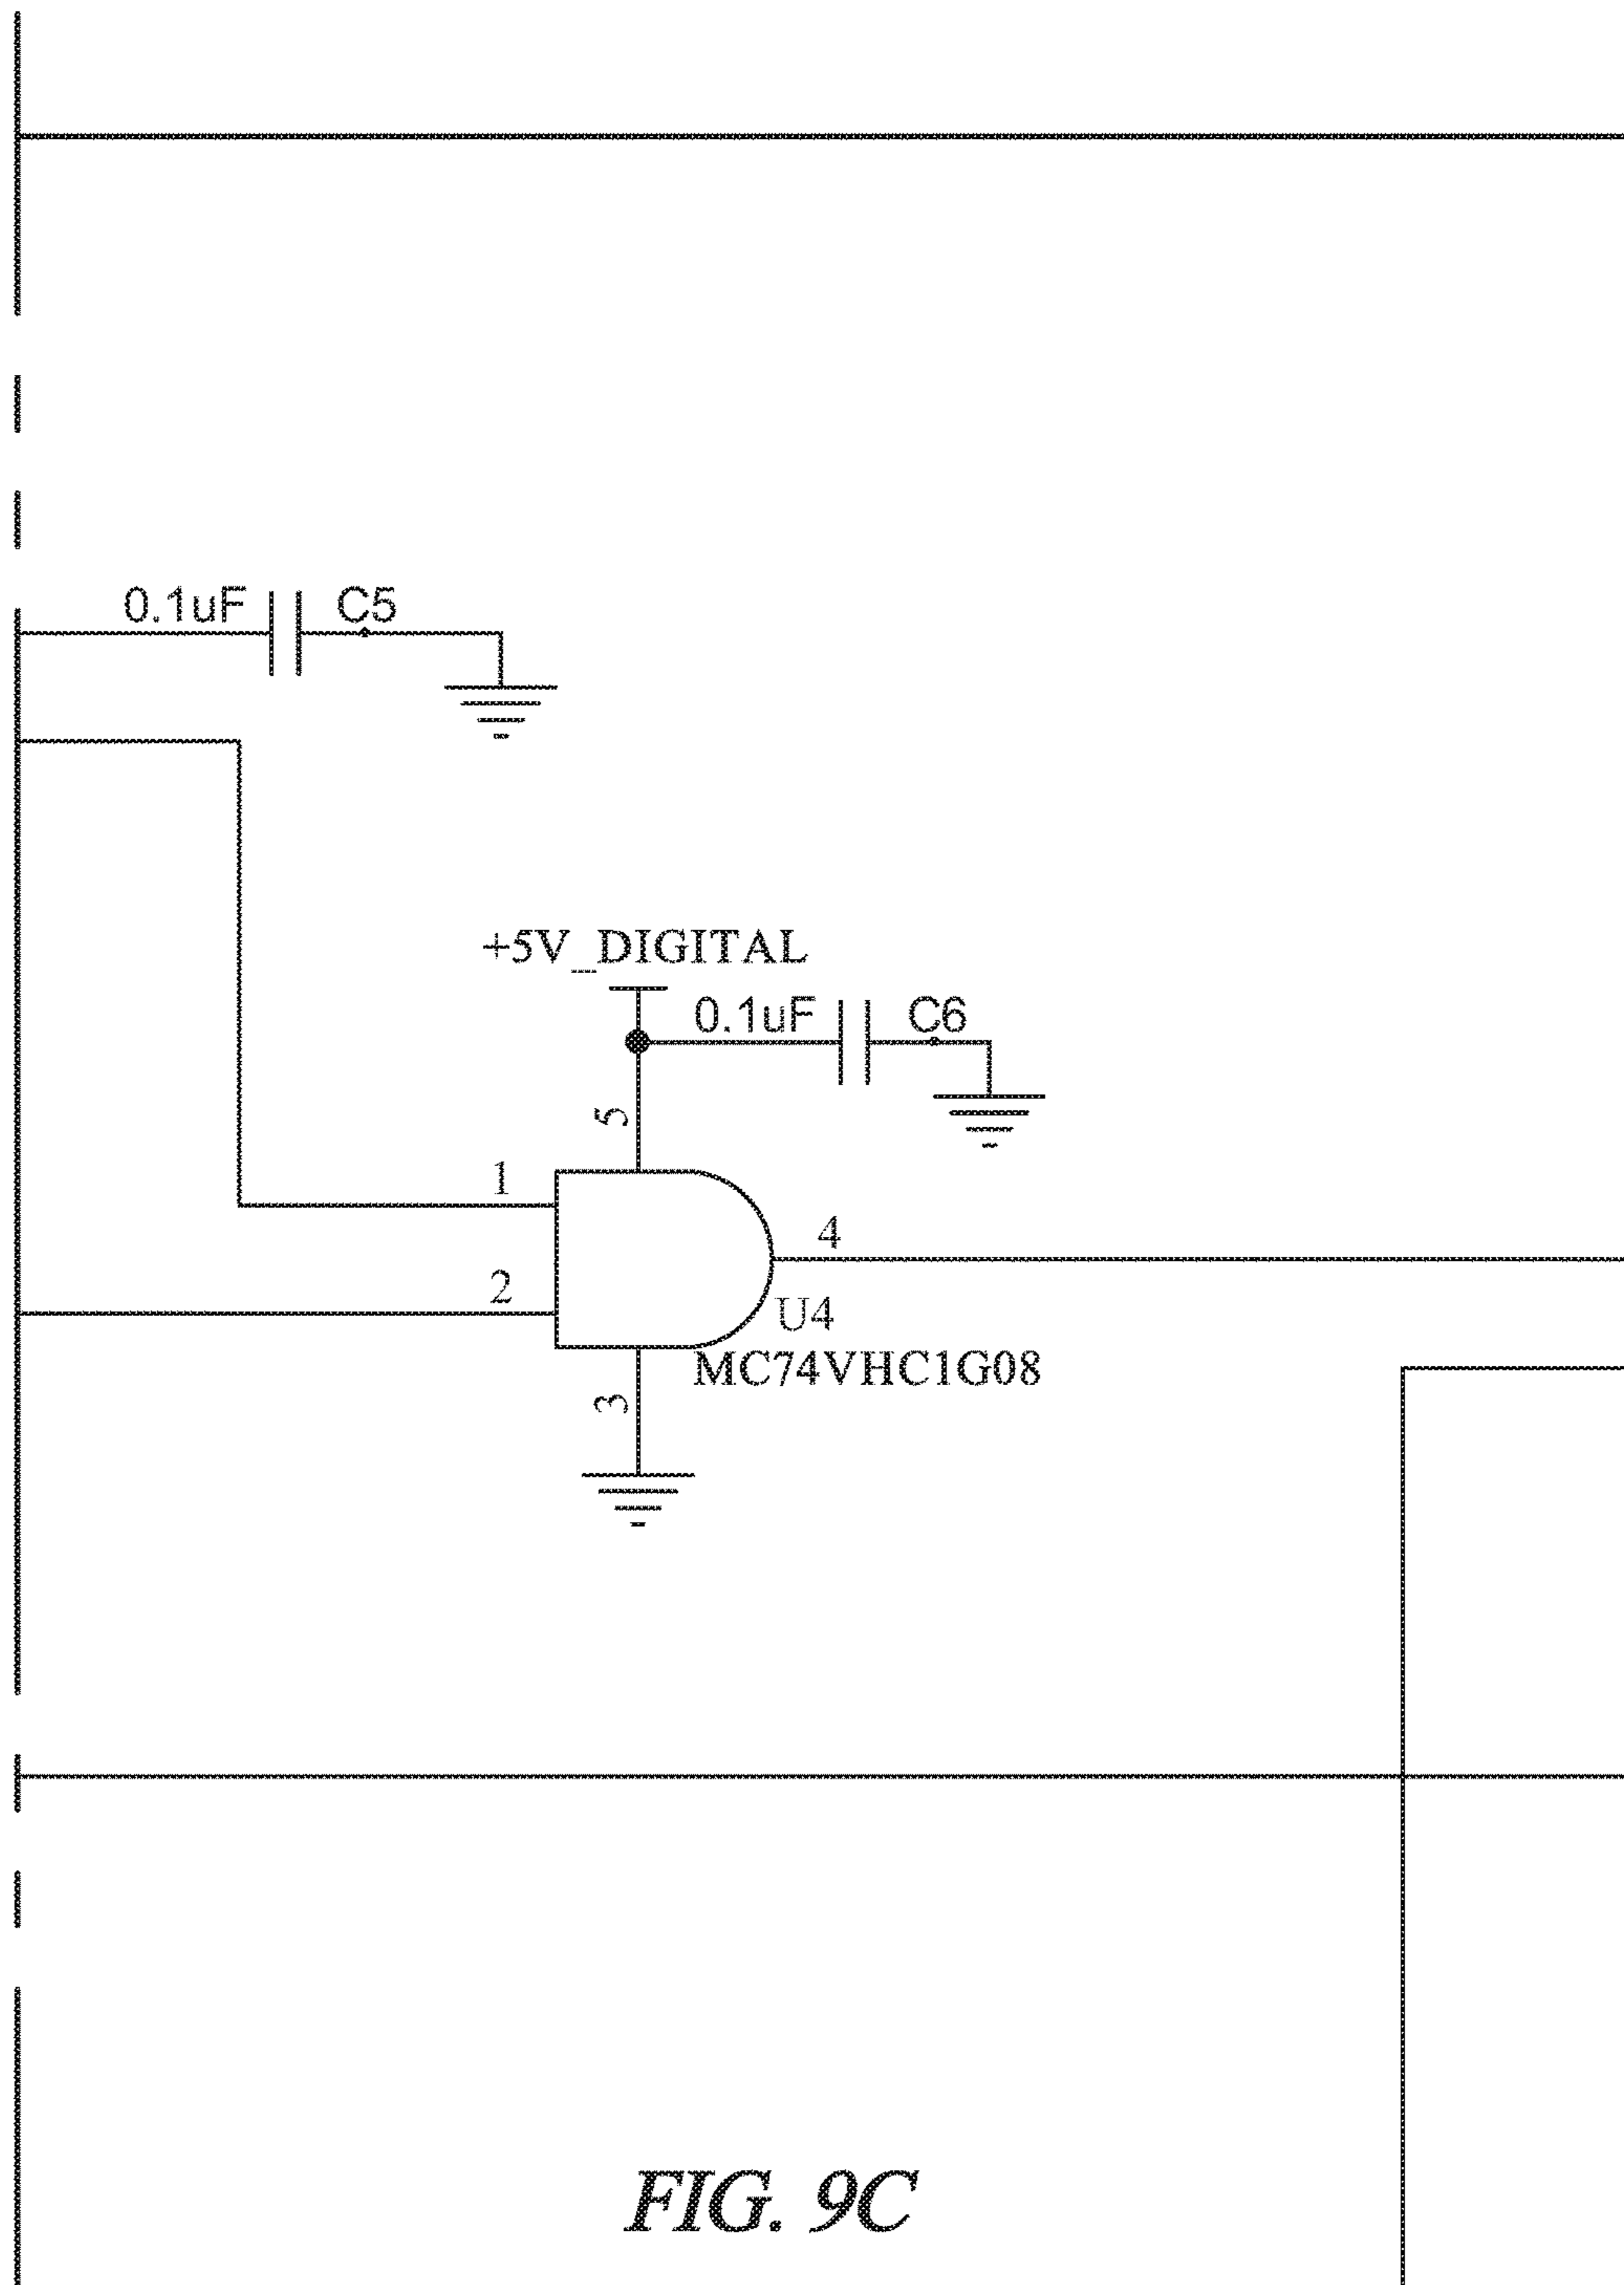 0.1uF C5
+5V_DIGITAL
0.1uF C6
5
1
4
2
U4
MC74VHC1G08
3
FIG. 9C